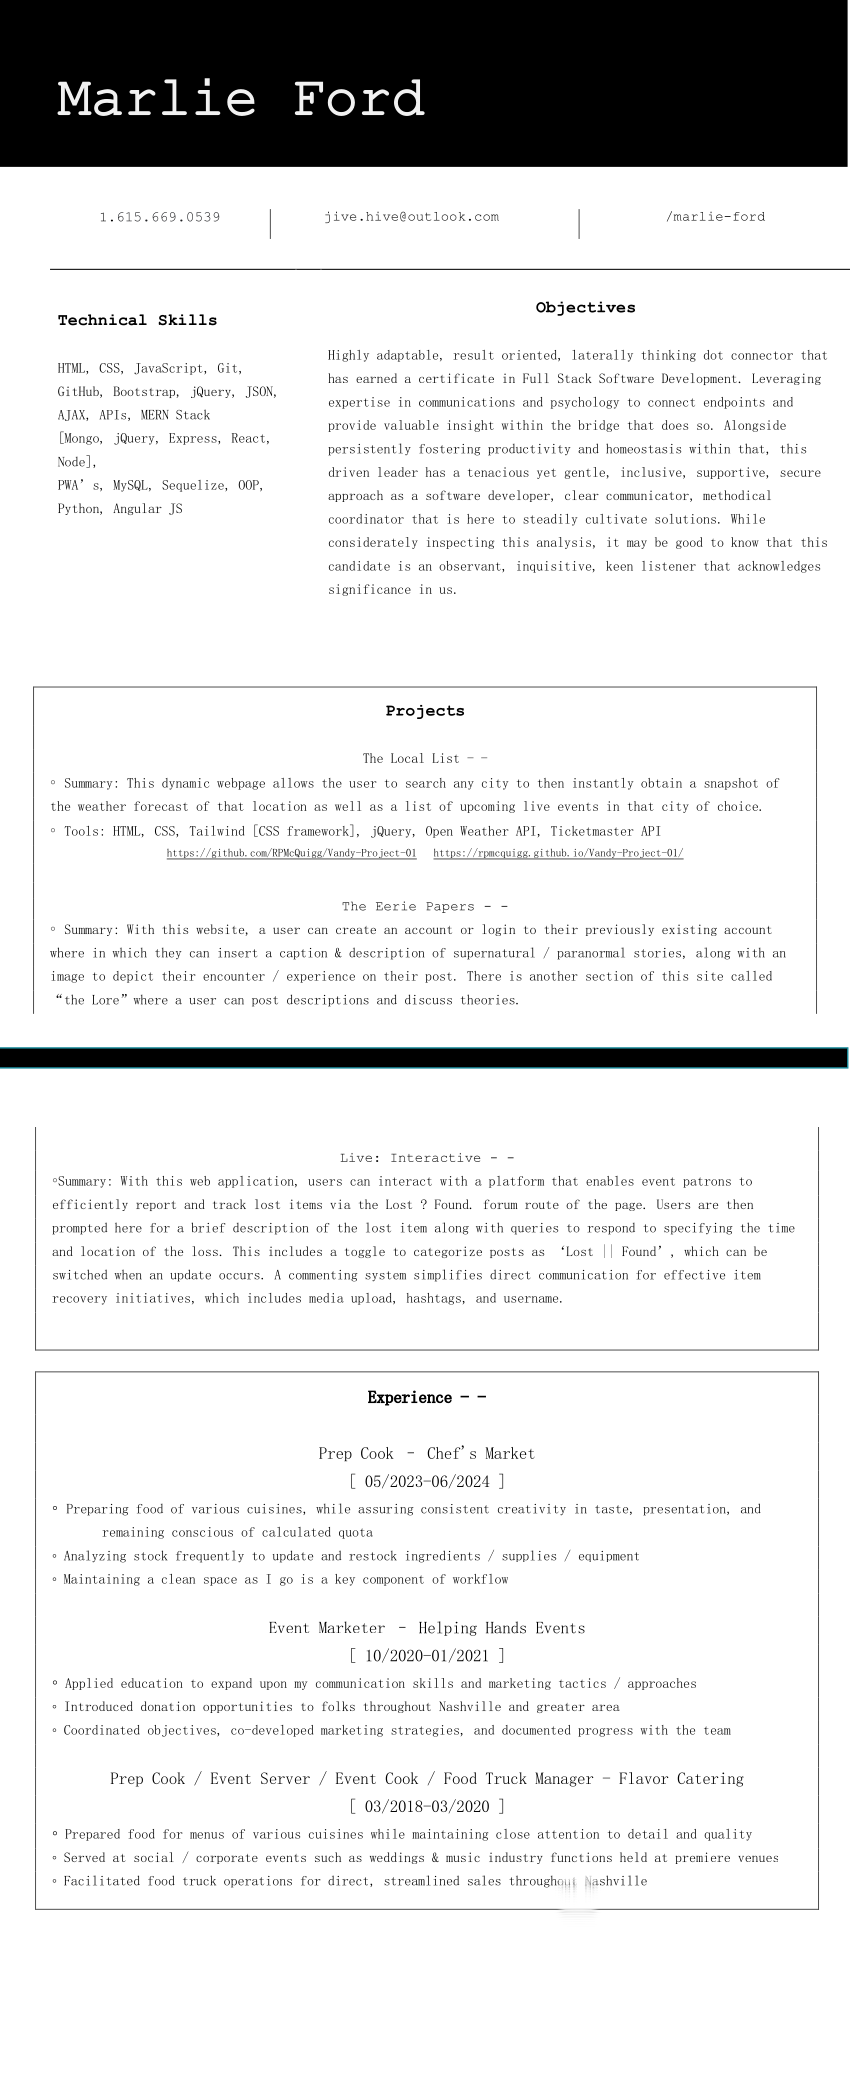 Marlie Ford
1.615.669.0539
jive.hive@outlook.com
/marlie-ford
Technical Skills
HTML, CSS, JavaScript, Git,
GitHub, Bootstrap, jQuery, JSON,
AJAX, APIs, MERN Stack
[Mongo, jQuery, Express, React,
Node],
PWA’s, MySQL, Sequelize, OOP,
Python, Angular JS
Objectives
Highly adaptable, result oriented, laterally thinking dot connector that
has earned a certificate in Full Stack Software Development. Leveraging
expertise in communications and psychology to connect endpoints and
provide valuable insight within the bridge that does so. Alongside
persistently fostering productivity and homeostasis within that, this
driven leader has a tenacious yet gentle, inclusive, supportive, secure
approach as a software developer, clear communicator, methodical
coordinator that is here to steadily cultivate solutions. While
considerately inspecting this analysis, it may be good to know that this
candidate is an observant, inquisitive, keen listener that acknowledges
significance in us.
Projects
The Local List - -
◦ Summary: This dynamic webpage allows the user to search any city to then instantly obtain a snapshot of
the weather forecast of that location as well as a list of upcoming live events in that city of choice.
◦ Tools: HTML, CSS, Tailwind [CSS framework], jQuery, Open Weather API, Ticketmaster API
https://github.com/RPMcQuigg/Vandy-Project-01 https://rpmcquigg.github.io/Vandy-Project-01/
The Eerie Papers - -
◦ Summary: With this website, a user can create an account or login to their previously existing account
where in which they can insert a caption & description of supernatural / paranormal stories, along with an
image to depict their encounter / experience on their post. There is another section of this site called
“the Lore” where a user can post descriptions and discuss theories.
Live: Interactive - -
◦Summary: With this web application, users can interact with a platform that enables event patrons to
efficiently report and track lost items via the Lost ? Found. forum route of the page. Users are then
prompted here for a brief description of the lost item along with queries to respond to specifying the time
and location of the loss. This includes a toggle to categorize posts as ‘Lost || Found’, which can be
switched when an update occurs. A commenting system simplifies direct communication for effective item
recovery initiatives, which includes media upload, hashtags, and username.
Experience - -
Prep Cook - Chef’s Market
[ 05/2023-06/2024 ]
◦ Preparing food of various cuisines, while assuring consistent creativity in taste, presentation, and
remaining conscious of calculated quota
◦ Analyzing stock frequently to update and restock ingredients / supplies / equipment
◦ Maintaining a clean space as I go is a key component of workflow
Event Marketer - Helping Hands Events
[ 10/2020-01/2021 ]
◦ Applied education to expand upon my communication skills and marketing tactics / approaches
◦ Introduced donation opportunities to folks throughout Nashville and greater area
◦ Coordinated objectives, co-developed marketing strategies, and documented progress with the team
Prep Cook / Event Server / Event Cook / Food Truck Manager - Flavor Catering
[ 03/2018-03/2020 ]
◦ Prepared food for menus of various cuisines while maintaining close attention to detail and quality
◦ Served at social / corporate events such as weddings & music industry functions held at premiere venues
◦ Facilitated food truck operations for direct, streamlined sales throughout Nashville